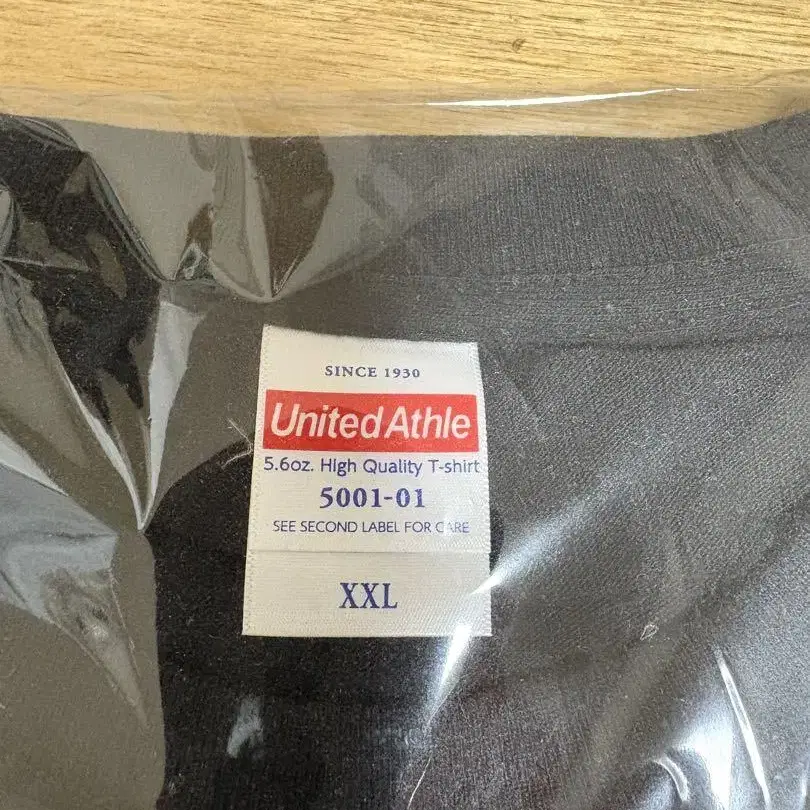 SINCE 1930
United Athle
5.6oz. High Quality T-shirt
5001-01
SEE SECOND LABEL FOR CARE
XXL